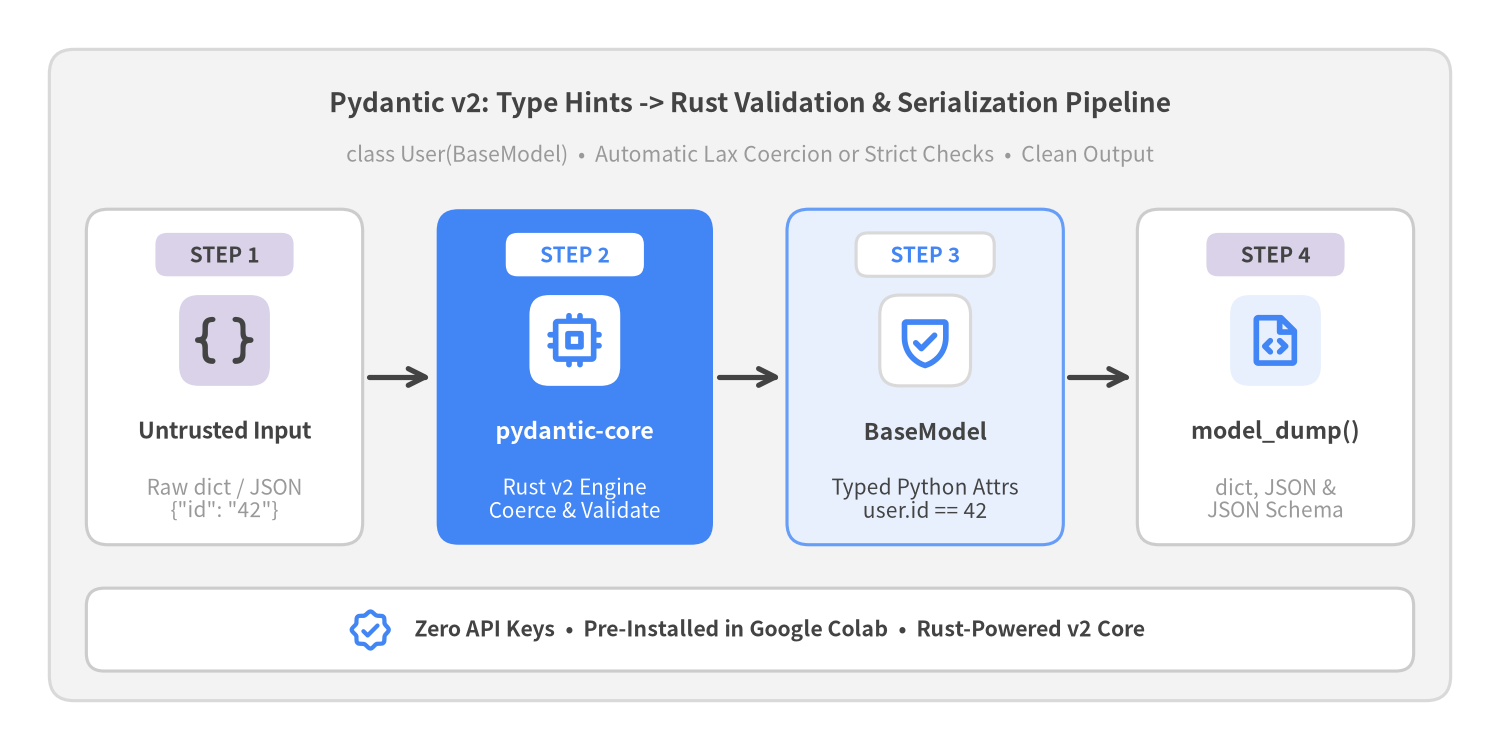 Pydantic v2: Type Hints -> Rust Validation & Serialization Pipeline
class User(BaseModel) • Automatic Lax Coercion or Strict Checks • Clean Output
STEP 1
{ }
Untrusted Input
Raw dict / JSON
{"id": "42"}
STEP 2
pydantic-core
Rust v2 Engine
Coerce & Validate
STEP 3
BaseModel
Typed Python Attrs
user.id == 42
STEP 4
model_dump()
dict, JSON &
JSON Schema
Zero API Keys • Pre-Installed in Google Colab • Rust-Powered v2 Core